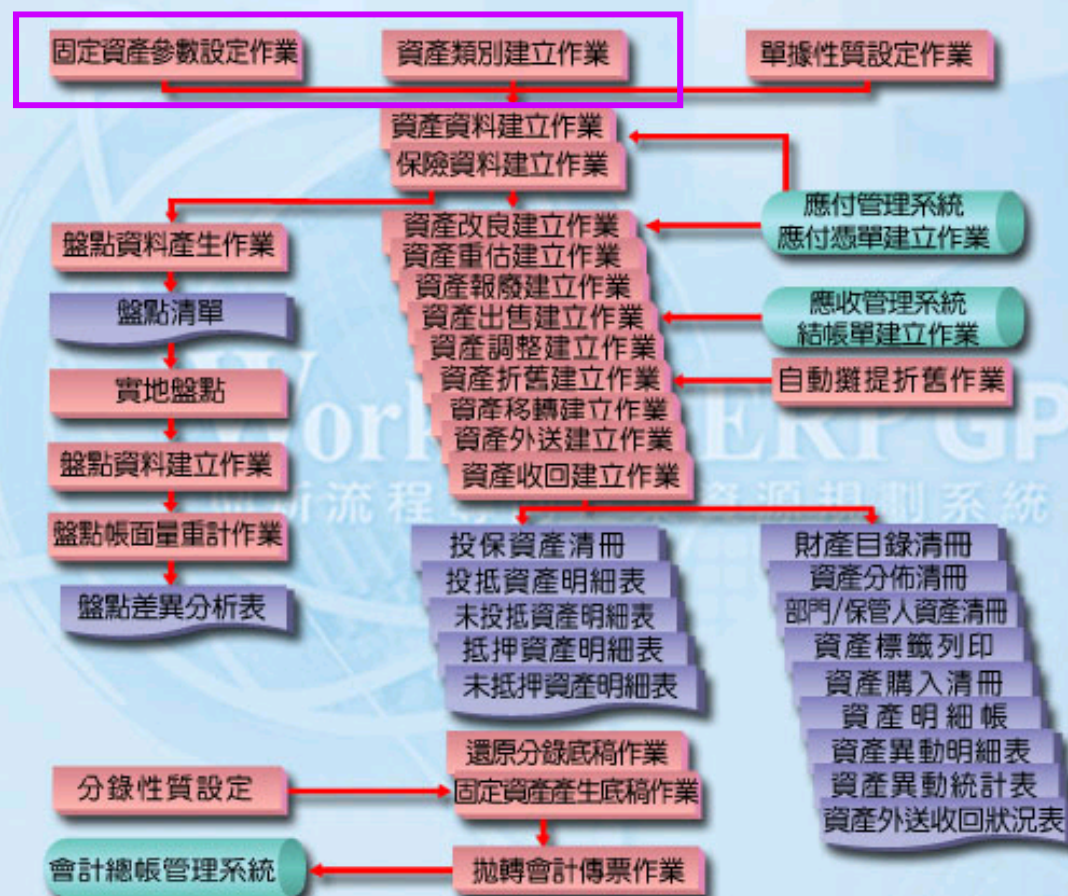 固定資產參數設定作業
資產類別建立作業
單據性質設定作業
資產資料建立作業
保險資料建立作業
應付管理系統
應付憑單建立作業
盤點資料產生作業
盤點清單
實地盤點
盤點資料建立作業
盤點帳面量重計作業
盤點差異分析表
資產改良建立作業
資產重估建立作業
資產報廢建立作業
資產出售建立作業
資產調整建立作業
資產折舊建立作業
資產移轉建立作業
資產外送建立作業
資產收回建立作業
應收管理系統
結帳單建立作業
自動攤提折舊作業
Wor ERP GP
流程 資源規劃系統
投保資產清冊
投抵資產明細表
未投抵資產明細表
抵押資產明細表
未抵押資產明細表
財產目錄清冊
資產分佈清冊
部門/保管人資產清冊
資產標籤列印
資產購入清冊
資產明細帳
資產異動明細表
資產異動統計表
資產外送收回狀況表
還原分錄底稿作業
分錄性質設定
固定資產產生底稿作業
會計總帳管理系統
拋轉會計傳票作業